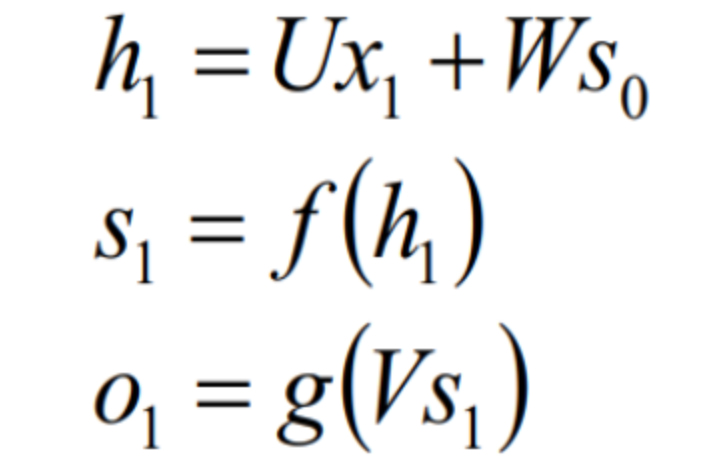 h₁ = Ux₁ + Ws₀
s₁ = f(h₁)
o₁ = g(Vs₁)